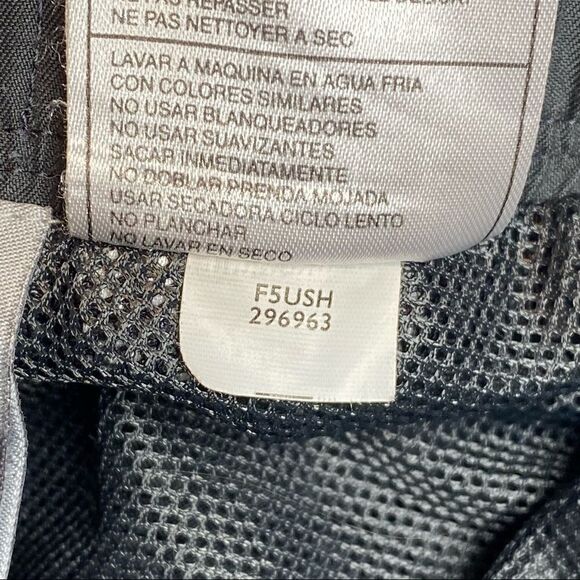 NE PAS REPASSER
NE PAS NETTOYER A SEC
LAVAR A MAQUINA EN AGUA FRIA
CON COLORES SIMILARES
NO USAR BLANQUEADORES
NO USAR SUAVIZANTES
SACAR INMEDIATAMENTE
NO DOBLAR PRENDA MOJADA
USAR SECADORA CICLO LENTO
NO PLANCHAR
NO LAVAR EN SECO
F5USH
296963